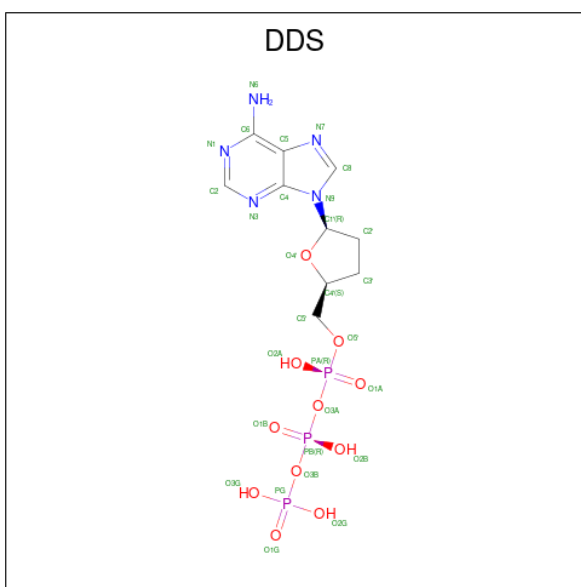 DDS
N6
NH2
C6
N1
N
C5
N7
N
C8
C2
N3
N
C4
N
N9
C1'(R)
C2'
O4'
O
C3'
C4'(S)
C5'
O5'
O
O2A
HO
PA(R)
P
O
O1A
O
O3A
O1B
O
P
PB(R)
OH
O2B
O
O3B
O3G
HO
PG
P
OH
O2G
O
O1G